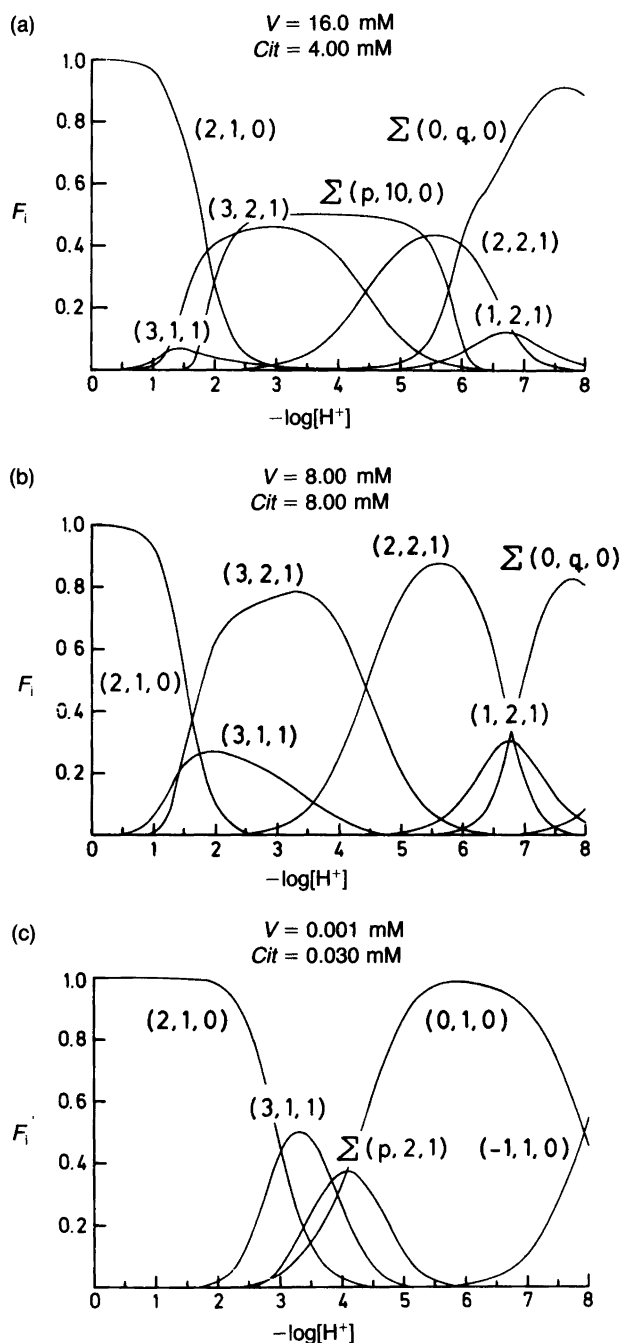 (a)
V = 16.0 mM
Cit = 4.00 mM
1.0
0.8
0.6
0.4
0.2
Fi
(2,1,0)
Σ(0,q,0)
(3,2,1)
Σ(p,10,0)
(2,2,1)
(3,1,1)
(1,2,1)
0 1 2 3 4 5 6 7 8
−log[H⁺]
(b)
V = 8.00 mM
Cit = 8.00 mM
1.0
0.8
0.6
0.4
0.2
Fi
(2,2,1)
Σ(0,q,0)
(3,2,1)
(2,1,0)
(3,1,1)
(1,2,1)
0 1 2 3 4 5 6 7 8
−log[H⁺]
(c)
V = 0.001 mM
Cit = 0.030 mM
1.0
0.8
0.6
0.4
0.2
Fi
(2,1,0)
(0,1,0)
(3,1,1)
Σ(p,2,1)
(-1,1,0)
0 1 2 3 4 5 6 7 8
−log[H⁺]